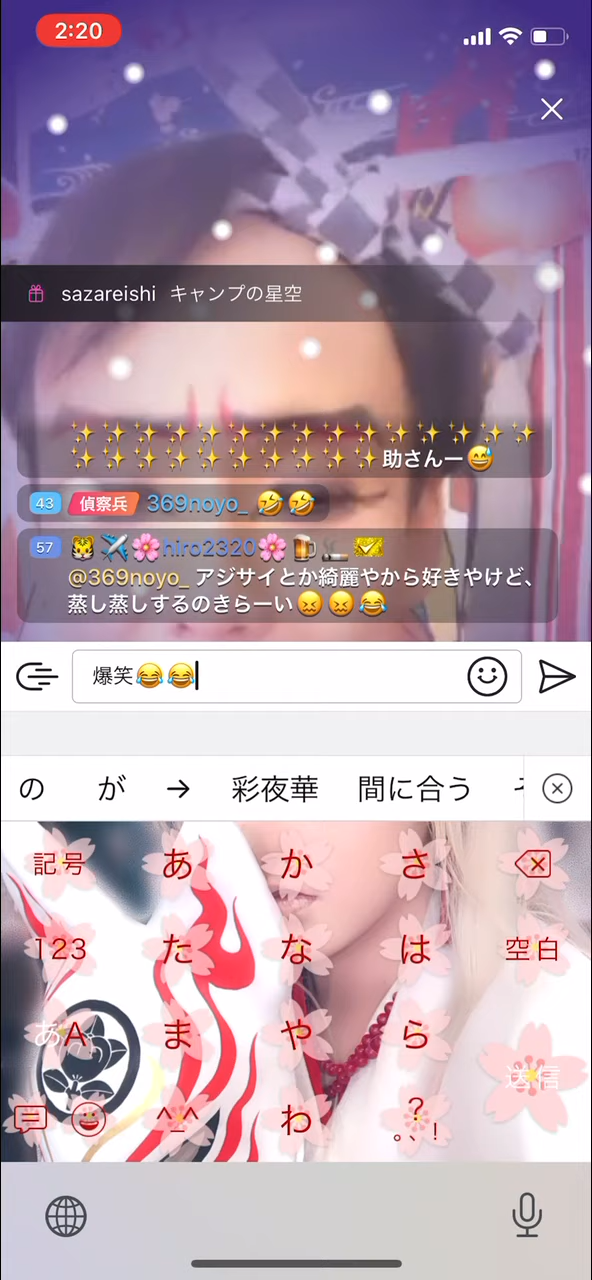 2:20
sazareishi キャンプの星空
✨✨✨✨✨✨✨✨✨✨✨✨✨✨✨
✨✨✨✨✨✨✨✨✨✨助さんー😅
43 偵察兵 369noyo_ 🤣🤣
57 🐯✈️🌸hiro2320🌸🍺🚬
@369noyo_ アジサイとか綺麗やから好きやけど、
蒸し蒸しするのきらーい😖😖😂
爆笑😂😂
の が → 彩夜華 間に合う
記号 あ か さ
123 た な は 空白
あA ま や ら 送信
^_^ わ 。、?!